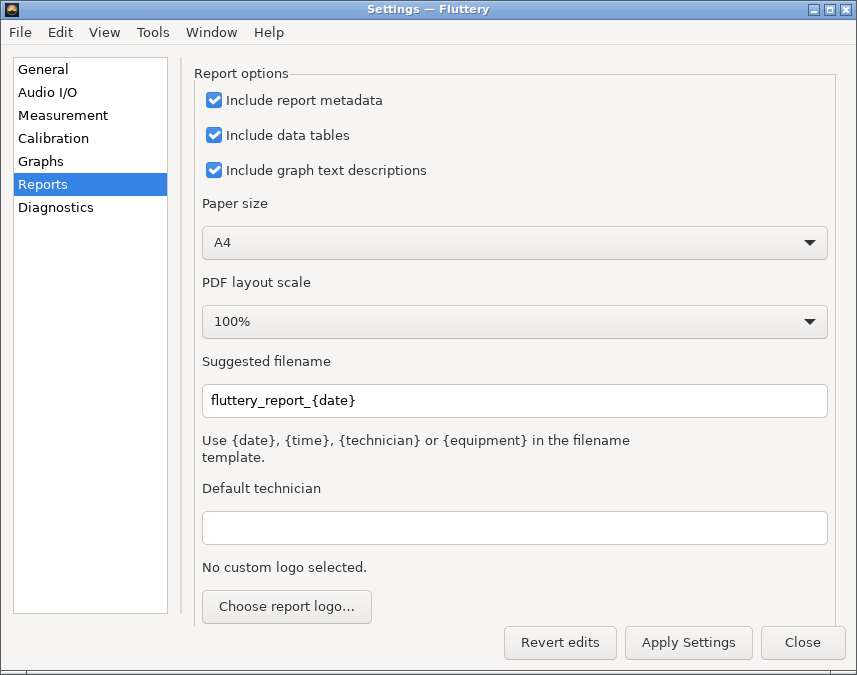 Settings — Fluttery
File Edit View Tools Window Help
General
Audio I/O
Measurement
Calibration
Graphs
Reports
Diagnostics
Report options
Include report metadata
Include data tables
Include graph text descriptions
Paper size
A4
PDF layout scale
100%
Suggested filename
fluttery_report_{date}
Use {date}, {time}, {technician} or {equipment} in the filename
template.
Default technician
No custom logo selected.
Choose report logo...
Revert edits Apply Settings Close